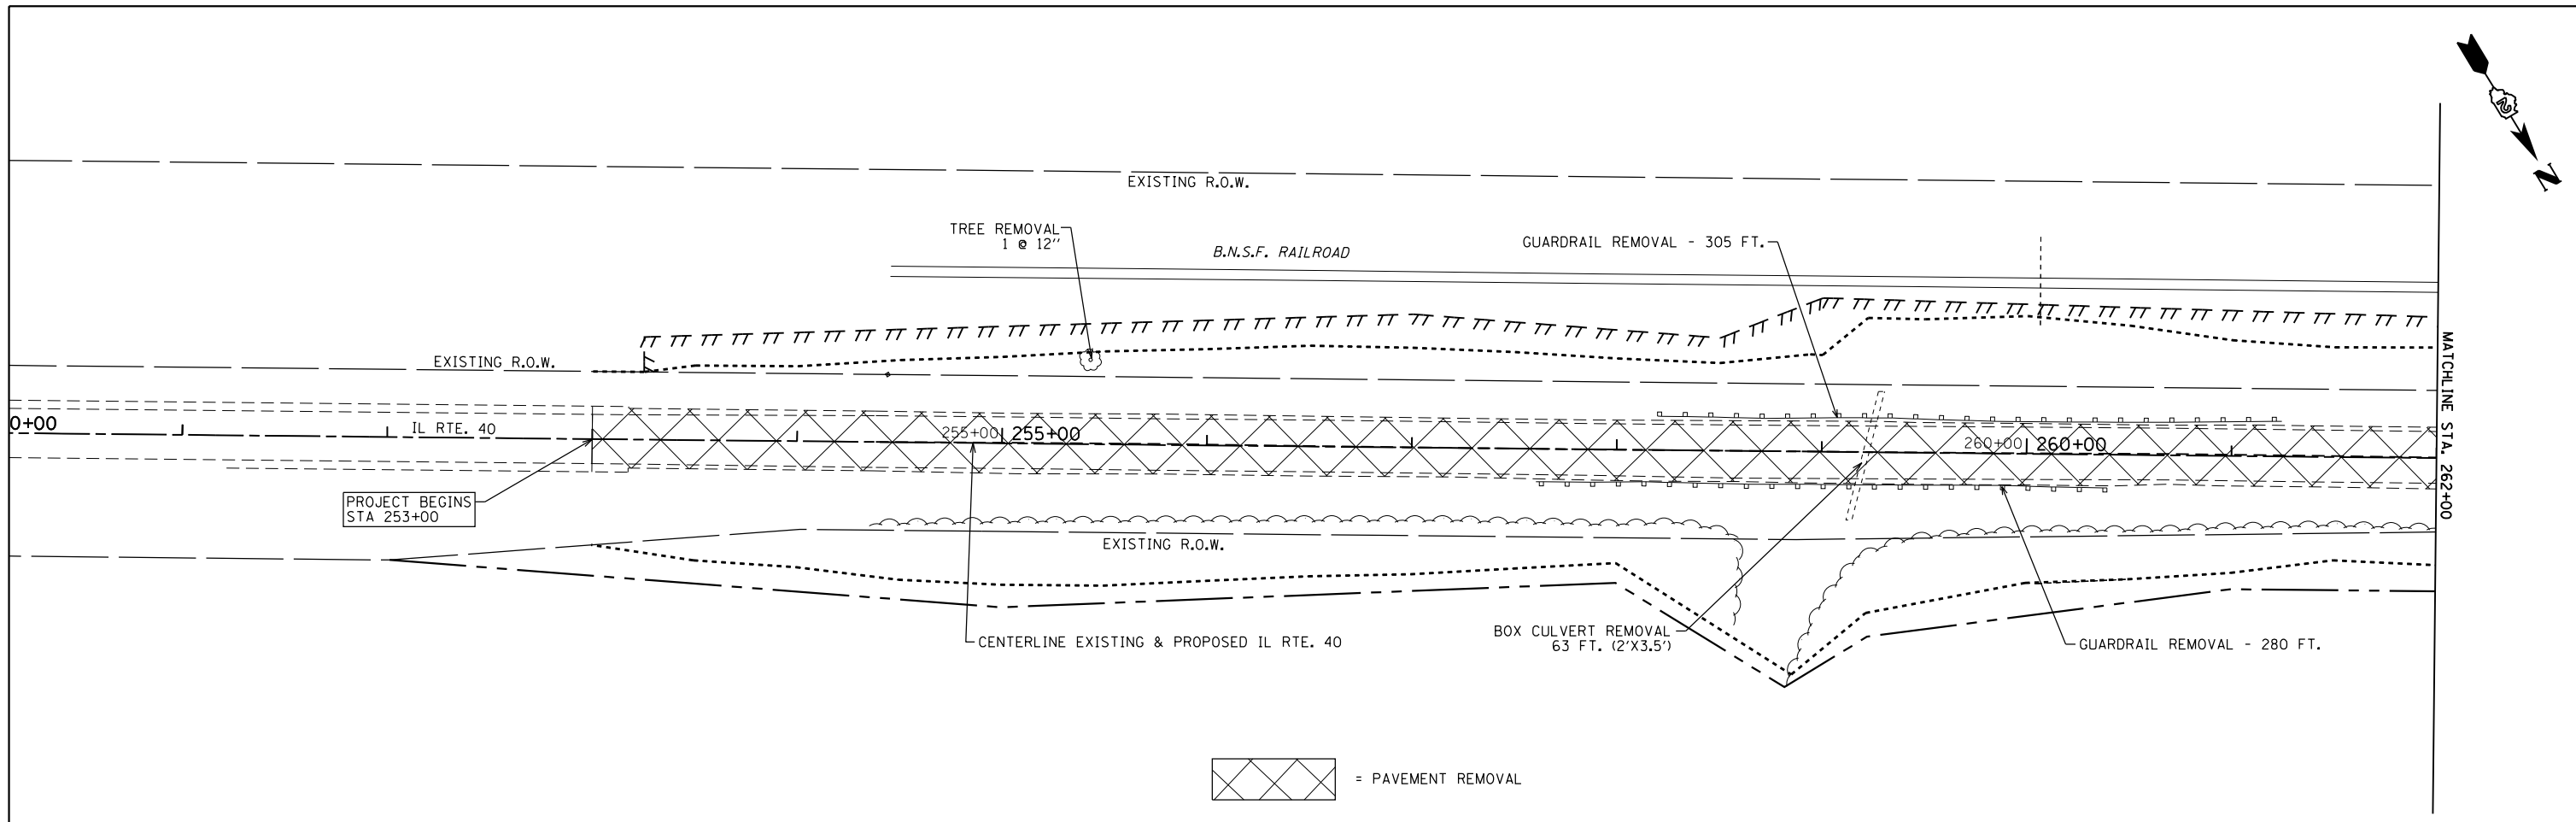 EXISTING R.O.W.
TREE REMOVAL
1 @ 12''
B.N.S.F. RAILROAD
GUARDRAIL REMOVAL - 305 FT.
N
EXISTING R.O.W.
MATCHLINE STA. 262+00
0+00
IL RTE. 40
255+00 255+00
260+00 260+00
PROJECT BEGINS
STA 253+00
EXISTING R.O.W.
CENTERLINE EXISTING & PROPOSED IL RTE. 40
BOX CULVERT REMOVAL
63 FT. (2'X3.5')
GUARDRAIL REMOVAL - 280 FT.
= PAVEMENT REMOVAL